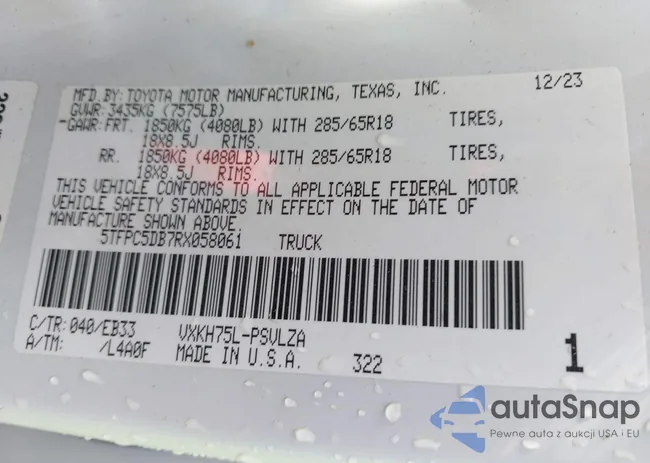 MFD.BY: TOYOTA MOTOR MANUFACTURING, TEXAS, INC. 12/23
GVWR: 3435KG (7575LB)
GAWR: FRT. 1850KG (4080LB) WITH 285/65R18 TIRES,
18X8.5J RIMS.
RR. 1850KG (4080LB) WITH 285/65R18 TIRES,
18X8.5J RIMS.
THIS VEHICLE CONFORMS TO ALL APPLICABLE FEDERAL MOTOR
VEHICLE SAFETY STANDARDS IN EFFECT ON THE DATE OF
MANUFACTURE SHOWN ABOVE.
5TFPC5DB7RX058061 TRUCK
C/TR: 040/EB33 VXKH75L-PSVLZA
A/TM: /L4A0F MADE IN U.S.A. 322 1
autaSnap
Pewne auta z aukcji USA i EU